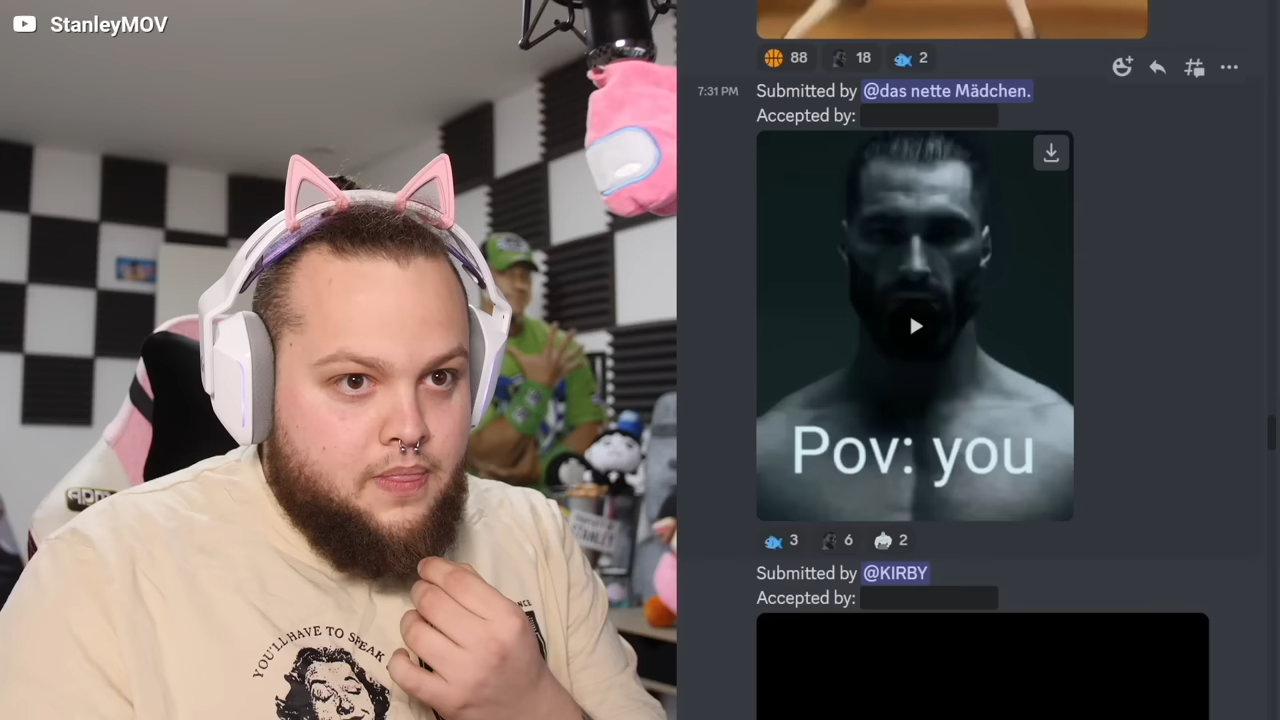 StanleyMOV
88
18
2
7:31 PM
Submitted by @das nette Mädchen.
Accepted by:
Pov: you
3
6
2
Submitted by @KIRBY
Accepted by:
YOU'LL HAVE TO SPEAK